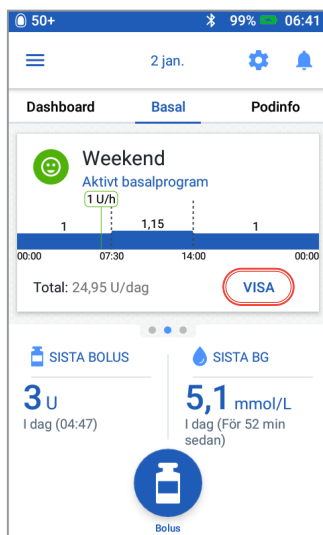 50+ 99% 06:41
2 jan.
Dashboard Basal Podinfo
Weekend
Aktivt basalprogram
1 U/h
1 1,15 1
00:00 07:30 14:00 00:00
Total: 24,95 U/dag VISA
SISTA BOLUS
3 U
I dag (04:47)
SISTA BG
5,1 mmol/L
I dag (För 52 min
sedan)
Bolus